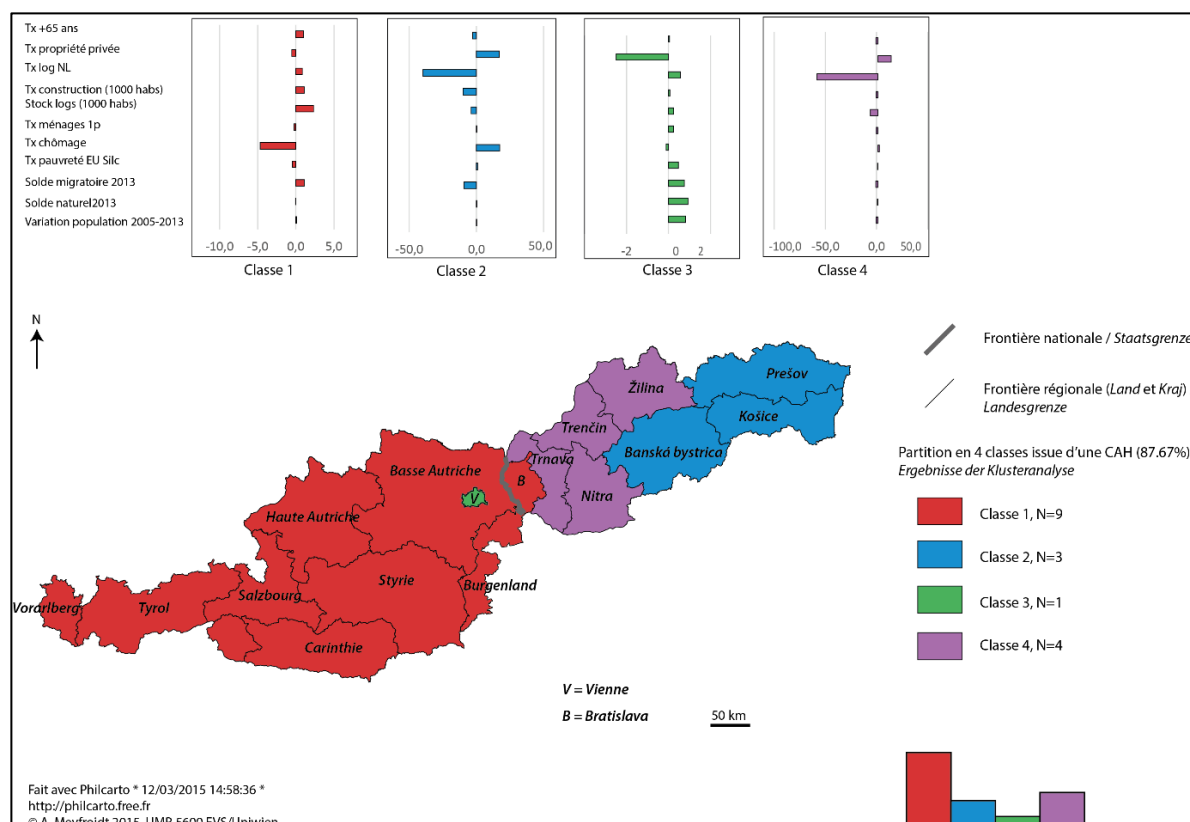 Tx +65 ans
Tx propriété privée
Tx log NL
Tx construction (1000 habs)
Stock logs (1000 habs)
Tx ménages 1p
Tx chômage
Tx pauvreté EU Silc
Solde migratoire 2013
Solde naturel2013
Variation population 2005-2013
-10,0 -5,0 0,0 5,0
Classe 1
-50,0 0,0 50,0
Classe 2
-2 0 2
Classe 3
-100,0 -50,0 0,0 50,0
Classe 4
N
Frontière nationale / Staatsgrenze
Frontière régionale (Land et Kraj)
Landesgrenze
Partition en 4 classes issue d'une CAH (87.67%)
Ergebnisse der Klusteranalyse
Classe 1, N=9
Classe 2, N=3
Classe 3, N=1
Classe 4, N=4
Prešov
Žilina
Košice
Trenčin
Banská bystrica
Trnava
Basse Autriche
B
Nitra
V
Haute Autriche
Styrie
Burgenland
Salzbourg
Vorarlberg
Tyrol
Carinthie
V = Vienne
B = Bratislava
50 km
Fait avec Philcarto * 12/03/2015 14:58:36 *
http://philcarto.free.fr
© A. Meyfroidt 2015, UMR 5600 EVS/Uniwien